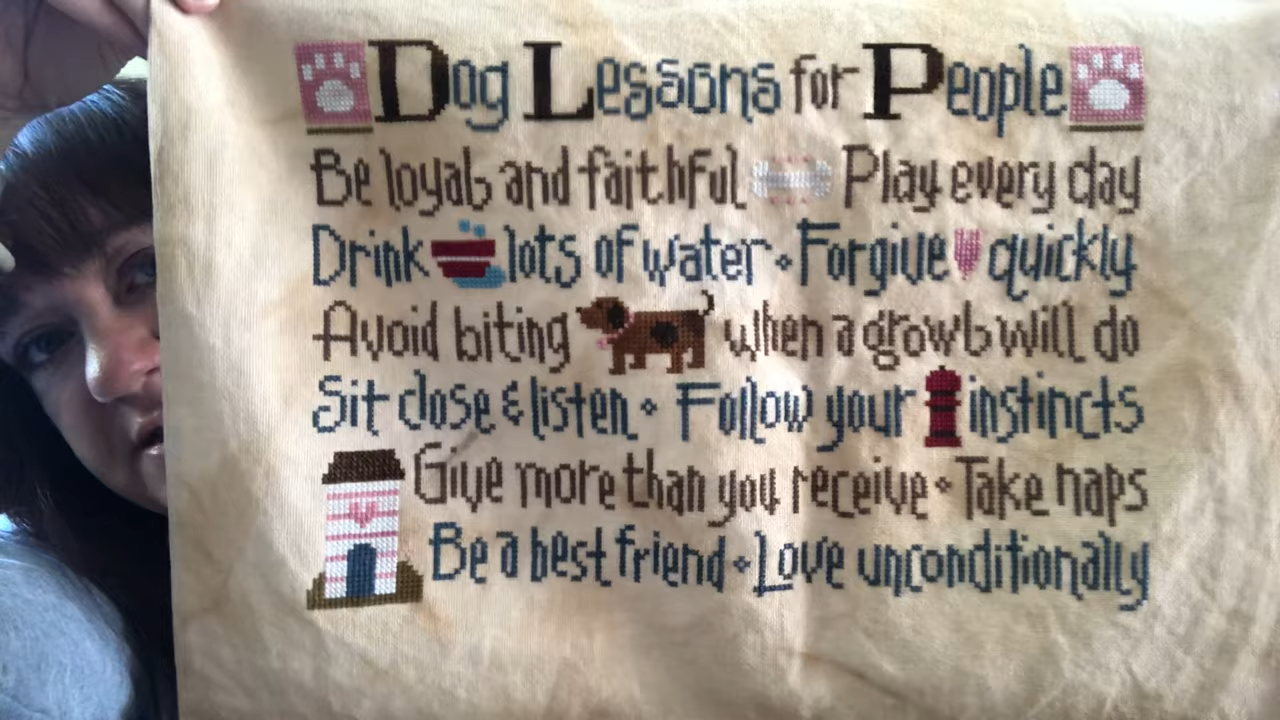 Dog Lessons for People
Be loyal and faithful Play every day
Drink lots of water • Forgive quickly
Avoid biting when a growl will do
Sit close & listen • Follow your instincts
Give more than you receive • Take naps
Be a best friend • Love unconditionally